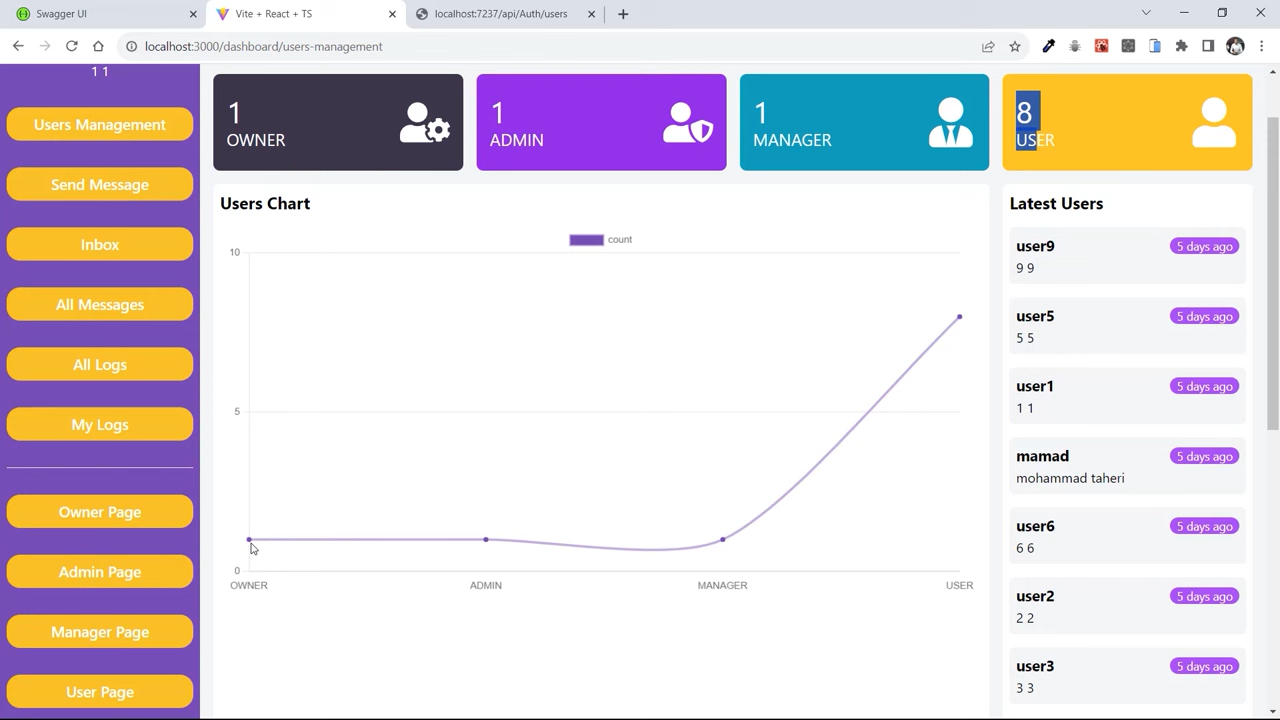 Swagger UI
Vite + React + TS
localhost:7237/api/Auth/users
localhost:3000/dashboard/users-management
1 1
Users Management
Send Message
Inbox
All Messages
All Logs
My Logs
Owner Page
Admin Page
Manager Page
User Page
1
OWNER
1
ADMIN
1
MANAGER
8
USER
Users Chart
count
10
5
0
OWNER
ADMIN
MANAGER
USER
Latest Users
user9
5 days ago
9 9
user5
5 days ago
5 5
user1
5 days ago
1 1
mamad
5 days ago
mohammad taheri
user6
5 days ago
6 6
user2
5 days ago
2 2
user3
5 days ago
3 3